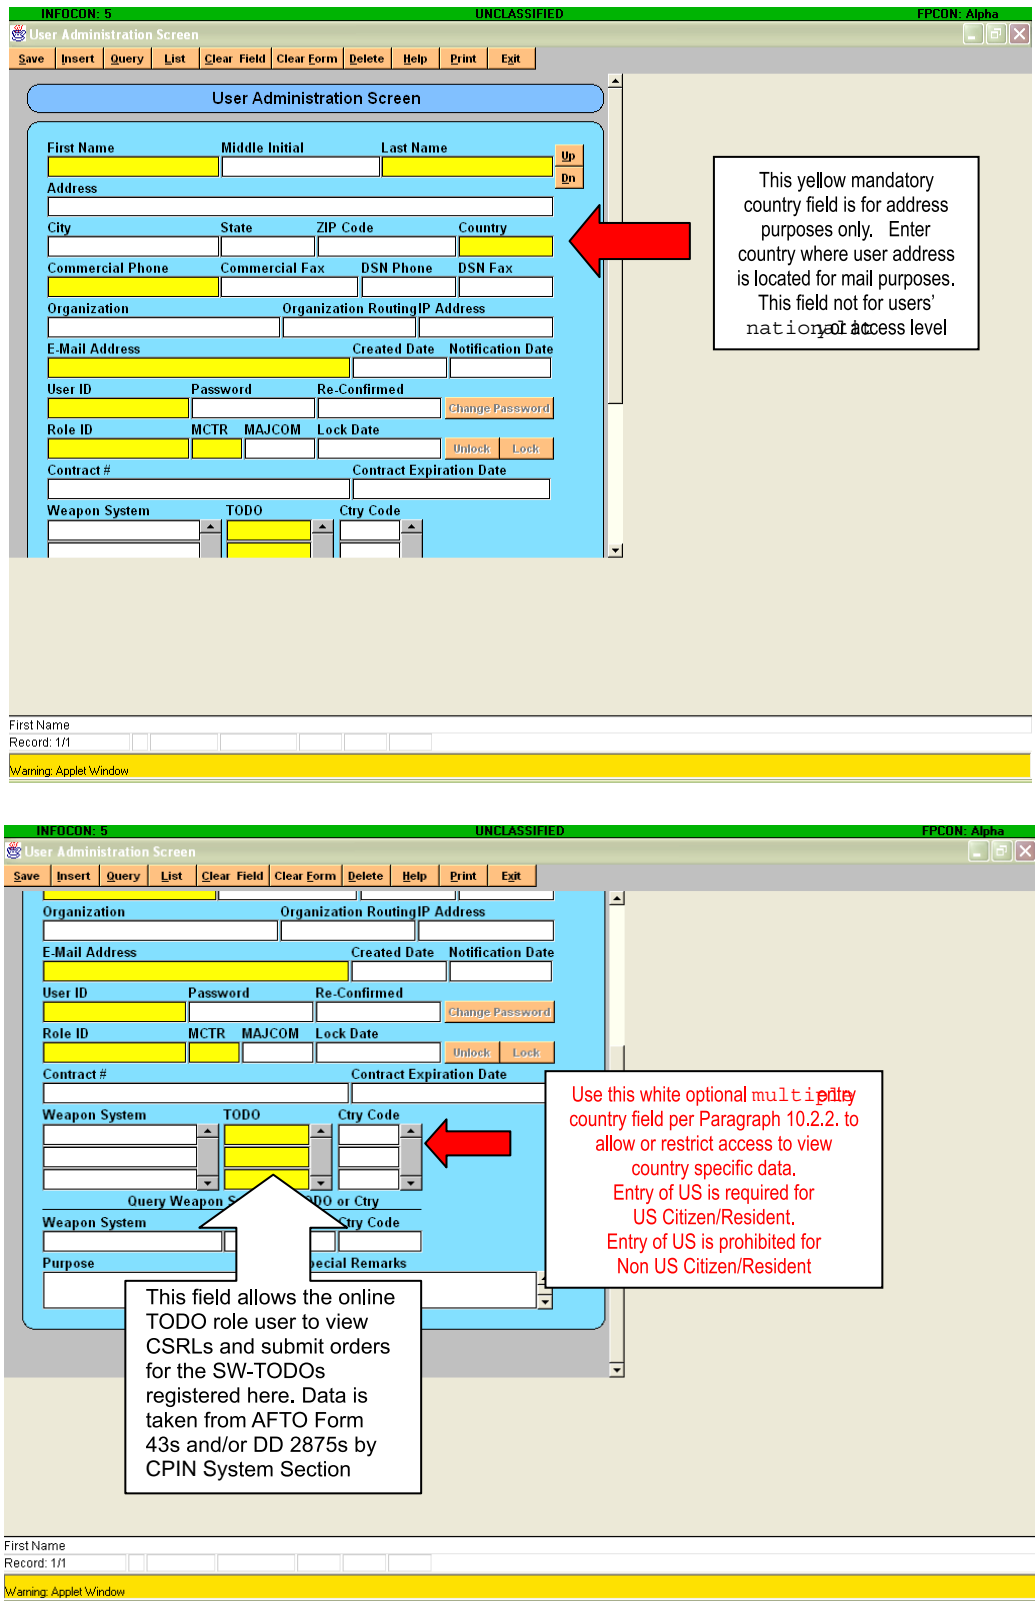 INFOCON: 5 UNCLASSIFIED FPCON: Alpha
User Administration Screen
Save Insert Query List Clear Field Clear Form Delete Help Print Exit
User Administration Screen
First Name Middle Initial Last Name
Up
Dn
Address
City State ZIP Code Country
Commercial Phone Commercial Fax DSN Phone DSN Fax
Organization Organization Routing IP Address
E-Mail Address Created Date Notification Date
User ID Password Re-Confirmed
Change Password
Role ID MCTR MAJCOM Lock Date
Unlock Lock
Contract # Contract Expiration Date
Weapon System TODO Ctry Code
This yellow mandatory
country field is for address
purposes only. Enter
country where user address
is located for mail purposes.
This field not for users'
or access level
First Name
Record: 1/1
Warning: Applet Window
INFOCON: 5 UNCLASSIFIED FPCON: Alpha
User Administration Screen
Save Insert Query List Clear Field Clear Form Delete Help Print Exit
Organization Organization Routing IP Address
E-Mail Address Created Date Notification Date
User ID Password Re-Confirmed
Change Password
Role ID MCTR MAJCOM Lock Date
Unlock Lock
Contract # Contract Expiration Date
Weapon System TODO Ctry Code
Query Weapon or Ctry
Weapon System Ctry Code
Purpose Remarks
Use this white optional multiple entry
country field per Paragraph 10.2.2. to
allow or restrict access to view
country specific data.
Entry of US is required for
US Citizen/Resident.
Entry of US is prohibited for
Non US Citizen/Resident
This field allows the online
TODO role user to view
CSRLs and submit orders
for the SW-TODOs
registered here. Data is
taken from AFTO Form
43s and/or DD 2875s by
CPIN System Section
First Name
Record: 1/1
Warning: Applet Window